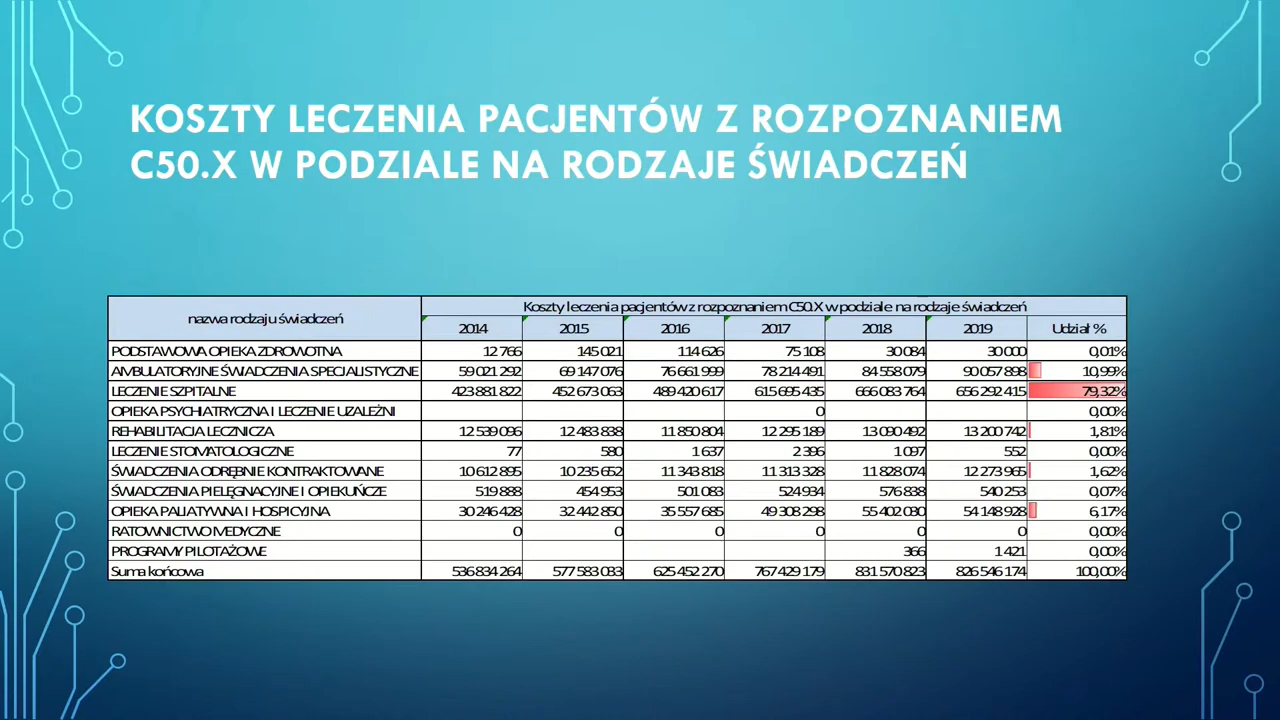 KOSZTY LECZENIA PACJENTÓW Z ROZPOZNANIEM
C50.X W PODZIALE NA RODZAJE ŚWIADCZEŃ
nazwa rodzaju świadczeń Koszty leczenia pacjentów z rozpoznaniem C50.X w podziale na rodzaje świadczeń
2014 2015 2016 2017 2018 2019 Udział %
PODSTAWOWA OPIEKA ZDROWOTNA 12 766 145 021 114 626 75 108 30 084 30 000 0,01%
AMBULATORYJNE ŚWIADCZENIA SPECJALISTYCZNE 59 021 292 69 147 076 76 661 999 78 214 491 84 558 079 90 057 898 10,99%
LECZENIE SZPITALNE 423 881 822 452 673 063 489 420 617 615 695 435 666 083 764 656 292 415 79,32%
OPIEKA PSYCHIATRYCZNA I LECZENIE UZALEŻNI 0 0,00%
REHABILITACJA LECZNICZA 12 539 096 12 483 838 11 850 804 12 295 189 13 090 492 13 200 742 1,81%
LECZENIE STOMATOLOGICZNE 77 580 1 637 2 396 1 097 552 0,00%
ŚWIADCZENIA ODRĘBNIE KONTRAKTOWANE 10 612 895 10 235 652 11 343 818 11 313 328 11 828 074 12 273 965 1,62%
ŚWIADCZENIA PIELĘGNACYJNE I OPIEKUŃCZE 519 888 454 953 501 083 524 934 576 838 540 253 0,07%
OPIEKA PALIATYWNA I HOSPICYJNA 30 246 428 32 442 850 35 557 685 49 308 298 55 402 030 54 148 928 6,17%
RATOWNICTWO MEDYCZNE 0 0 0 0 0 0 0,00%
PROGRAMY PILOTAŻOWE 366 1 421 0,00%
Suma końcowa 536 834 264 577 583 033 625 452 270 767 429 179 831 570 823 826 546 174 100,00%